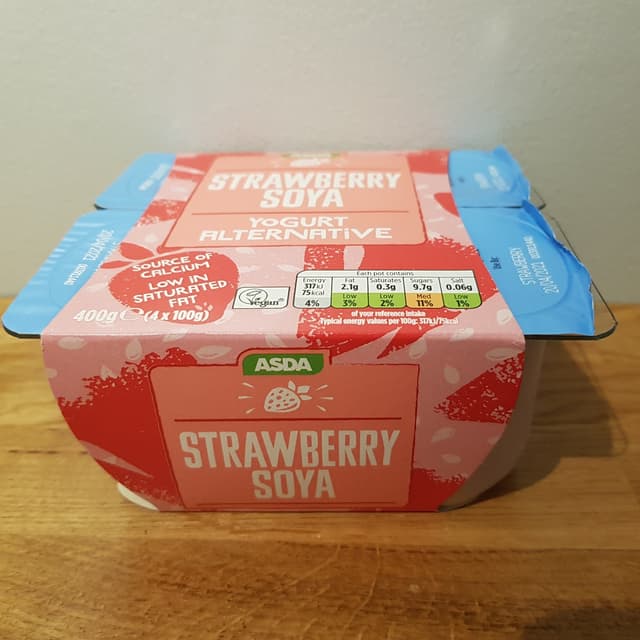 STRAWBERRY
SOYA
YOGURT
ALTERNATIVE
SOURCE OF
CALCIUM
LOW IN
SATURATED
FAT
400g e (4 x 100g)
Vegan
Each pot contains
Energy Fat Saturates Sugars Salt
317kJ 2.1g 0.3g 9.7g 0.06g
75kcal Low Low Med Low
4% 3% 2% 11% 1%
of your reference intake
Typical energy values per 100g: 317kJ/75kcal
STRAWBERRY
ASDA
STRAWBERRY
SOYA